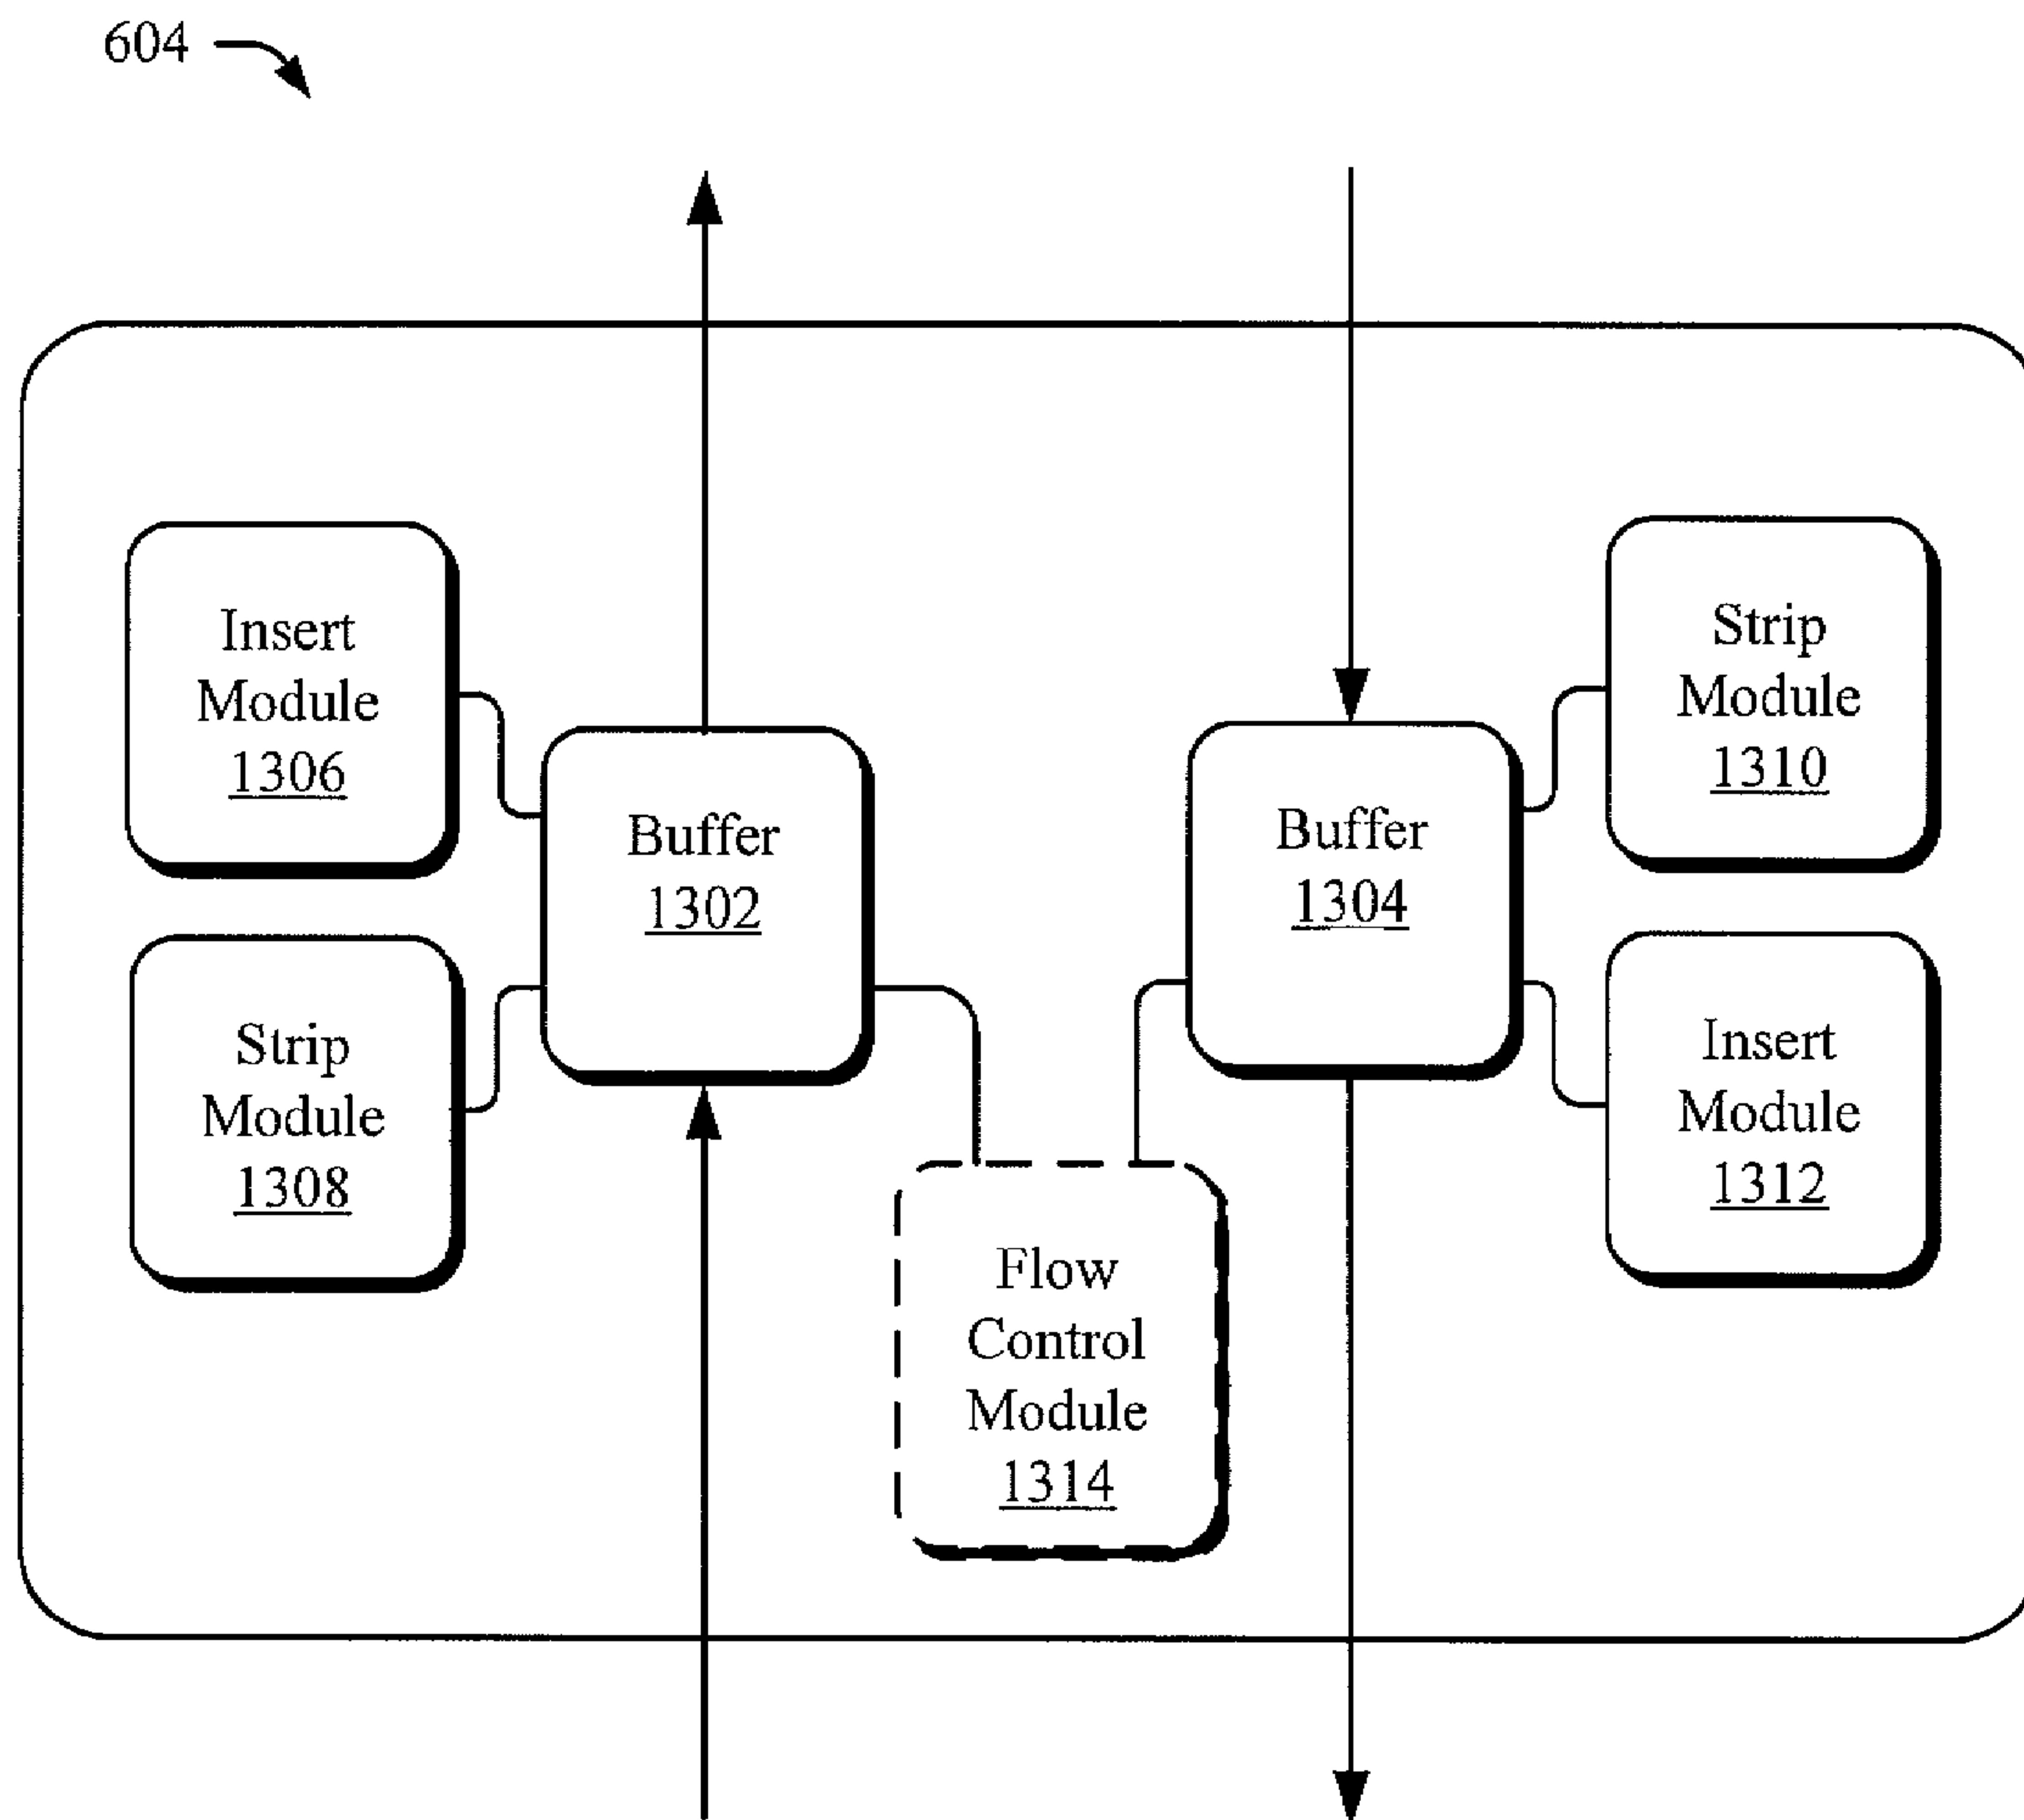 604
Insert
Module
1306
Strip
Module
1308
Buffer
1302
Flow
Control
Module
1314
Buffer
1304
Strip
Module
1310
Insert
Module
1312